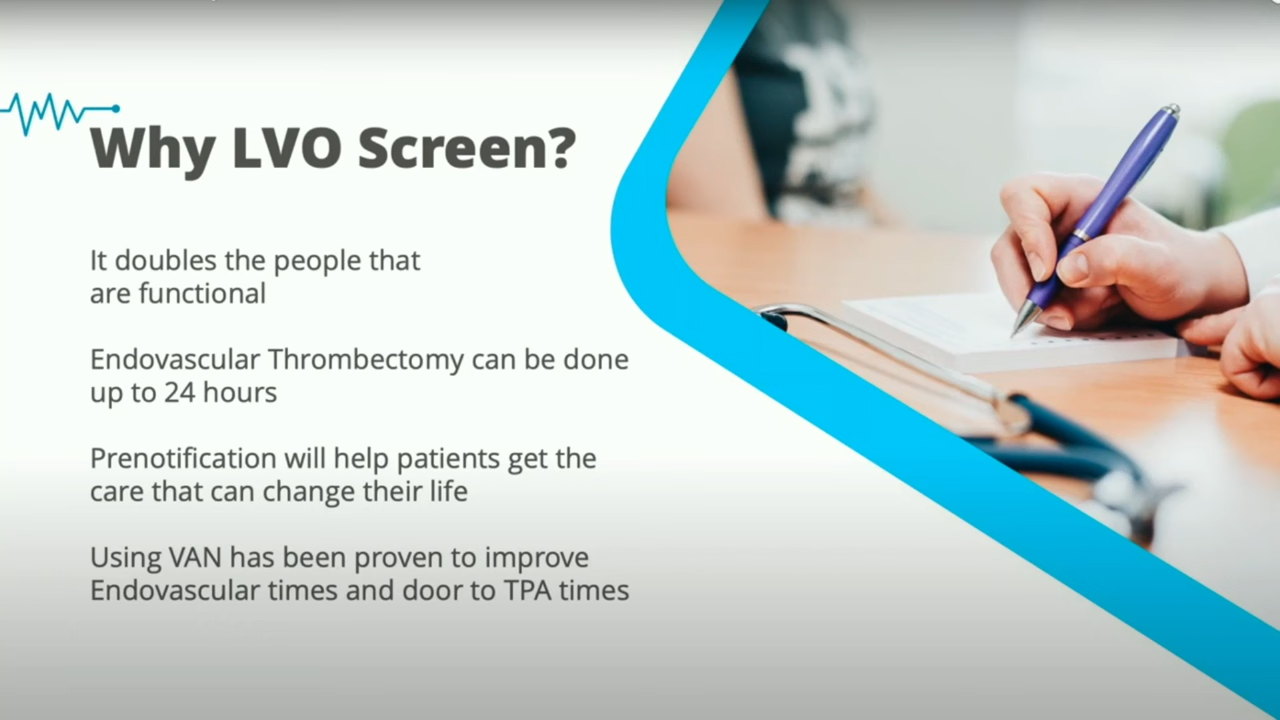 Why LVO Screen?
It doubles the people that
are functional
Endovascular Thrombectomy can be done
up to 24 hours
Prenotification will help patients get the
care that can change their life
Using VAN has been proven to improve
Endovascular times and door to TPA times